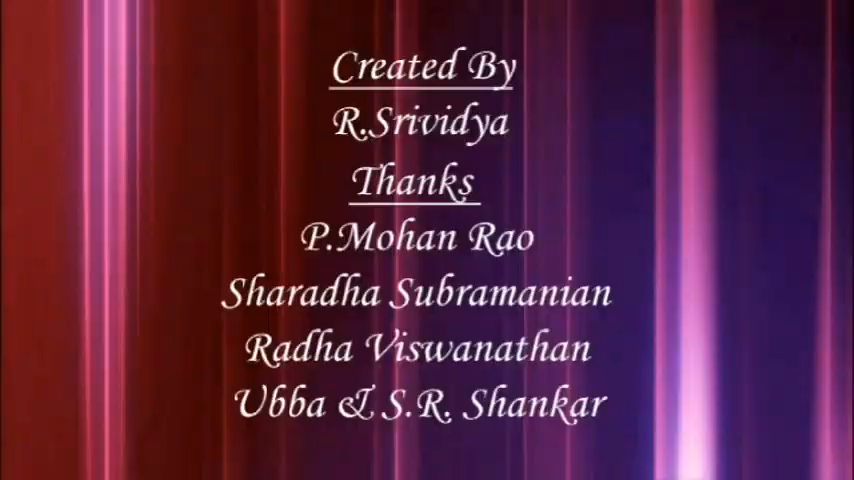 Created By
R.Srividya
Thanks
P.Mohan Rao
Sharadha Subramanian
Radha Viswanathan
Ubba & S.R. Shankar